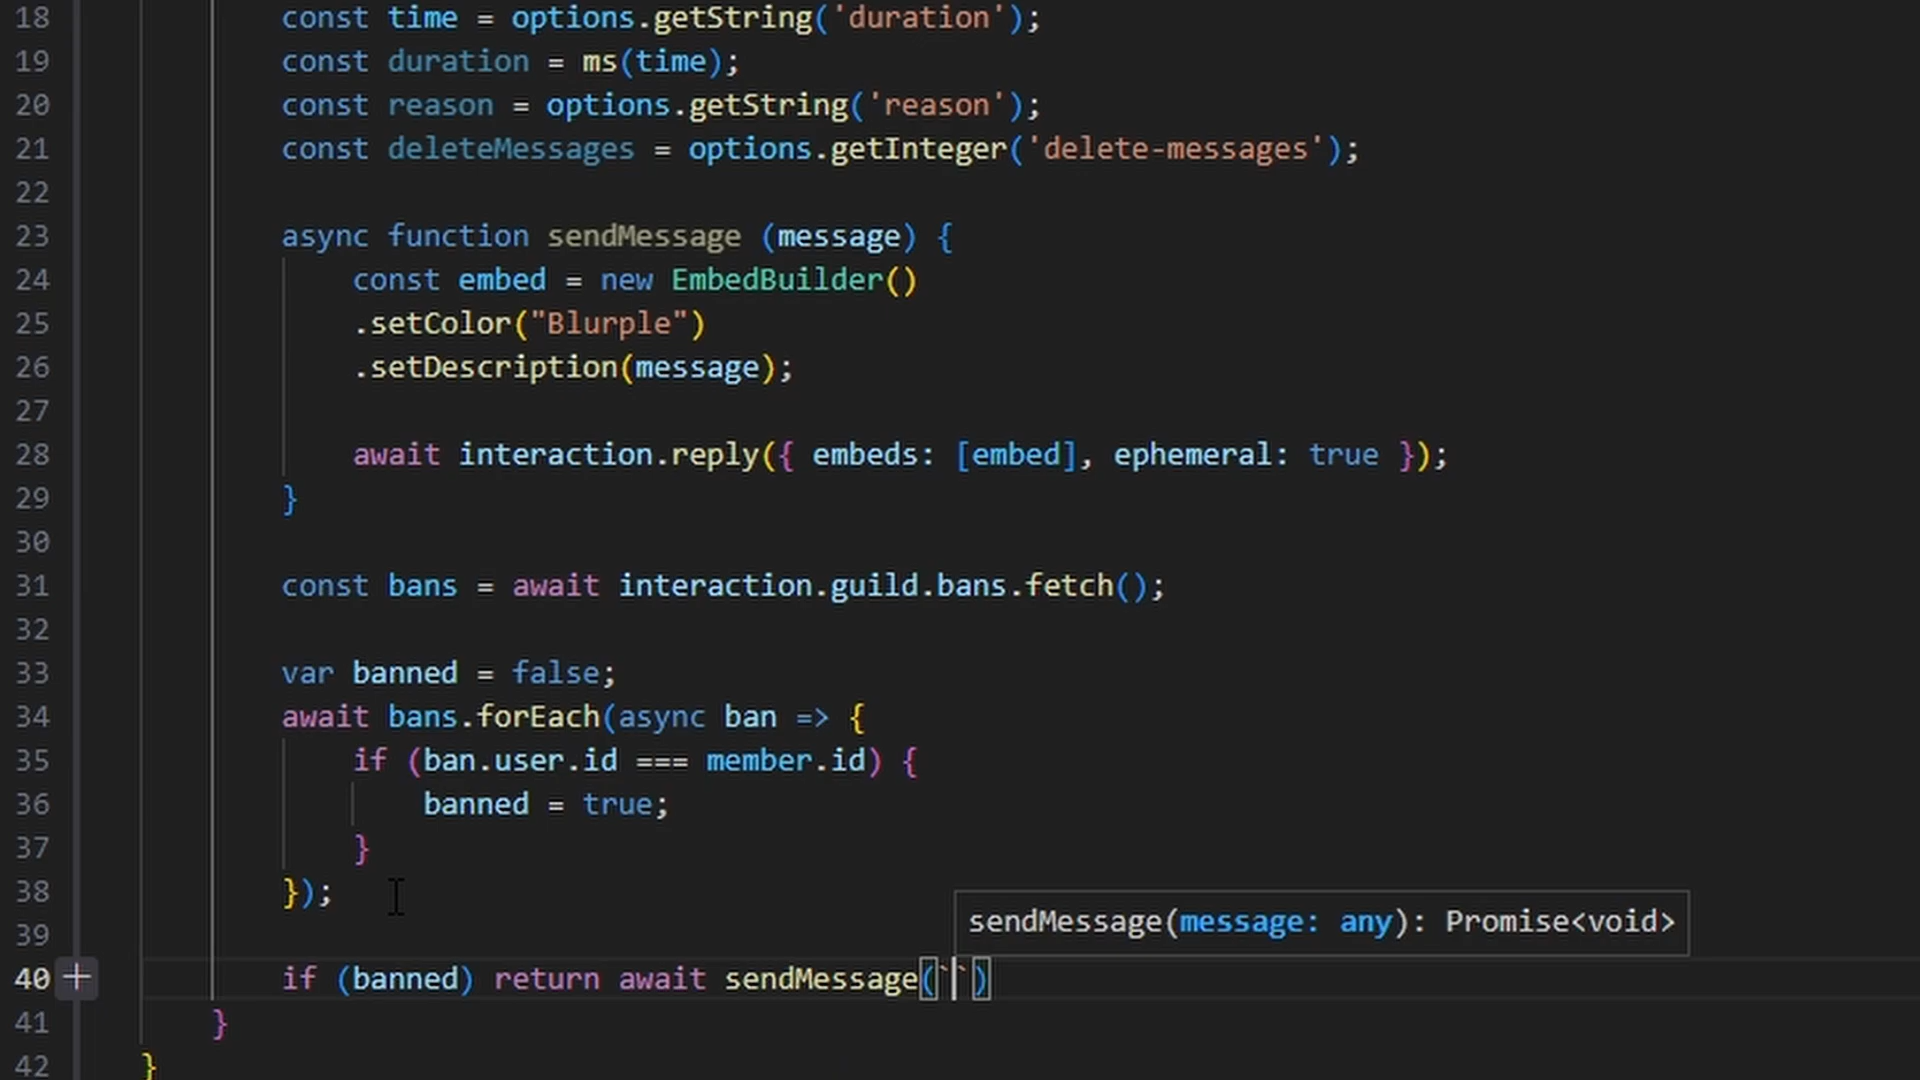 18 const time = options.getString('duration');
19 const duration = ms(time);
20 const reason = options.getString('reason');
21 const deleteMessages = options.getInteger('delete-messages');
22
23 async function sendMessage (message) {
24 const embed = new EmbedBuilder()
25 .setColor("Blurple")
26 .setDescription(message);
27
28 await interaction.reply({ embeds: [embed], ephemeral: true });
29 }
30
31 const bans = await interaction.guild.bans.fetch();
32
33 var banned = false;
34 await bans.forEach(async ban => {
35 if (ban.user.id === member.id) {
36 banned = true;
37 }
38 });
sendMessage(message: any): Promise<void>
39
40 + if (banned) return await sendMessage(``)
41 }
42 }